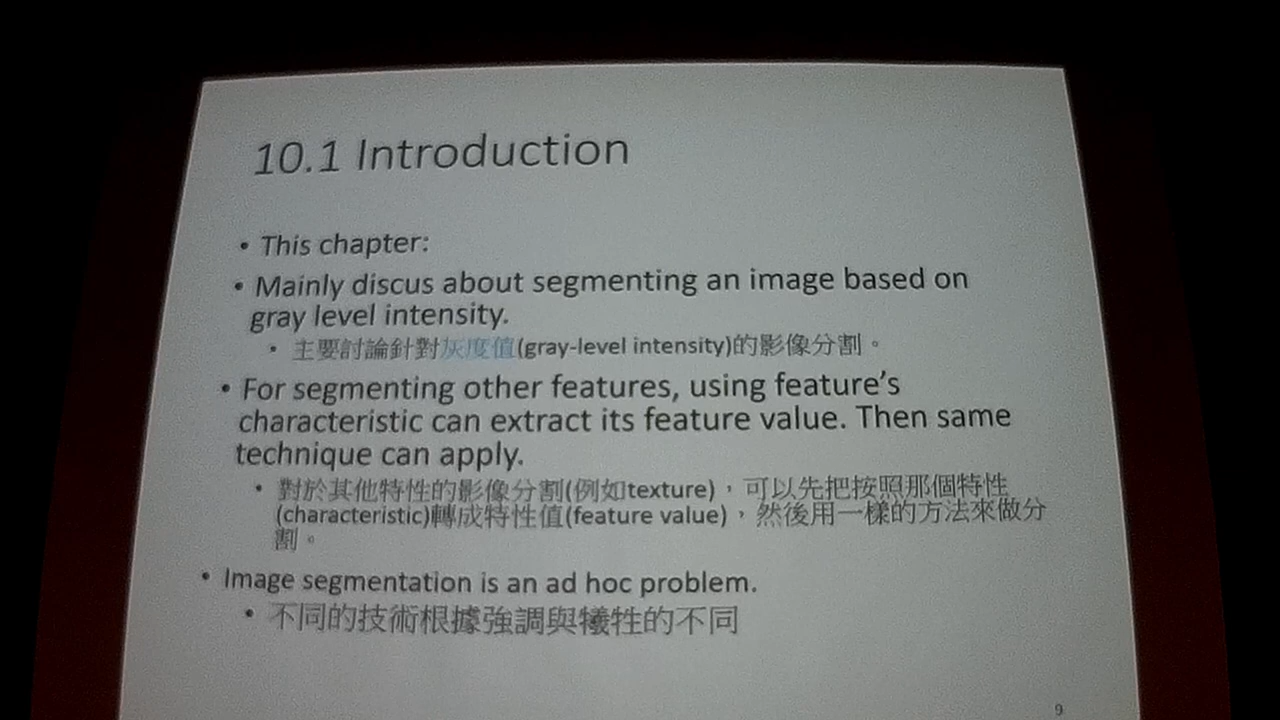 10.1 Introduction
• This chapter:
• Mainly discus about segmenting an image based on
gray level intensity.
• 主要討論針對灰度值(gray-level intensity)的影像分割。
• For segmenting other features, using feature's
characteristic can extract its feature value. Then same
technique can apply.
• 對於其他特性的影像分割(例如texture)，可以先把按照那個特性
(characteristic)轉成特性值(feature value)，然後用一樣的方法來做分
割。
• Image segmentation is an ad hoc problem.
• 不同的技術根據強調與犧牲的不同
9